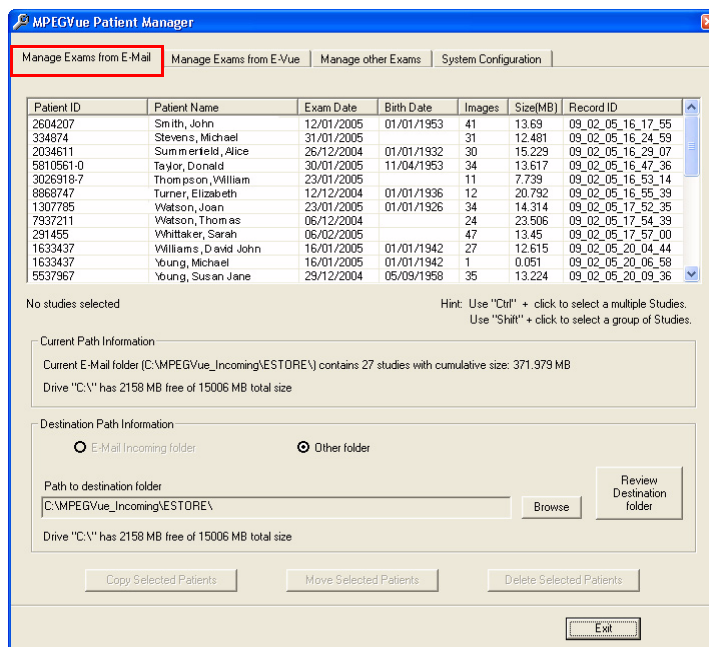 MPEGVue Patient Manager
Manage Exams from E-Mail Manage Exams from E-Vue Manage other Exams System Configuration
Patient ID Patient Name Exam Date Birth Date Images Size(MB) Record ID
2604207 Smith, John 12/01/2005 01/01/1953 41 13.69 09_02_05_16_17_55
334874 Stevens, Michael 31/01/2005 31 12.481 09_02_05_16_24_59
2034611 Summerfield, Alice 26/12/2004 01/01/1932 30 15.229 09_02_05_16_29_07
5810561-0 Taylor, Donald 30/01/2005 11/04/1953 34 13.617 09_02_05_16_47_36
3026918-7 Thompson, William 23/01/2005 11 7.739 09_02_05_16_53_14
8868747 Turner, Elizabeth 12/12/2004 01/01/1936 12 20.792 09_02_05_16_55_39
1307785 Watson, Joan 23/01/2005 01/01/1926 34 14.314 09_02_05_17_52_35
7937211 Watson, Thomas 06/12/2004 24 23.506 09_02_05_17_54_39
291455 Whittaker, Sarah 06/02/2005 47 13.45 09_02_05_17_57_00
1633437 Williams, David John 16/01/2005 01/01/1942 27 12.615 09_02_05_20_04_44
1633437 Young, Michael 16/01/2005 01/01/1942 1 0.051 09_02_05_20_06_58
5537967 Young, Susan Jane 29/12/2004 05/09/1958 35 13.224 09_02_05_20_09_36
No studies selected Hint: Use "Ctrl" + click to select a multiple Studies.
Use "Shift" + click to select a group of Studies.
Current Path Information
Current E-Mail folder (C:\MPEGVue_Incoming\ESTORE\) contains 27 studies with cumulative size: 371.979 MB
Drive "C:\" has 2158 MB free of 15006 MB total size
Destination Path Information
E-Mail Incoming folder Other folder
Path to destination folder
C:\MPEGVue_Incoming\ESTORE\ Browse
Review
Destination
folder
Drive "C:\" has 2158 MB free of 15006 MB total size
Copy Selected Patients Move Selected Patients Delete Selected Patients
Exit